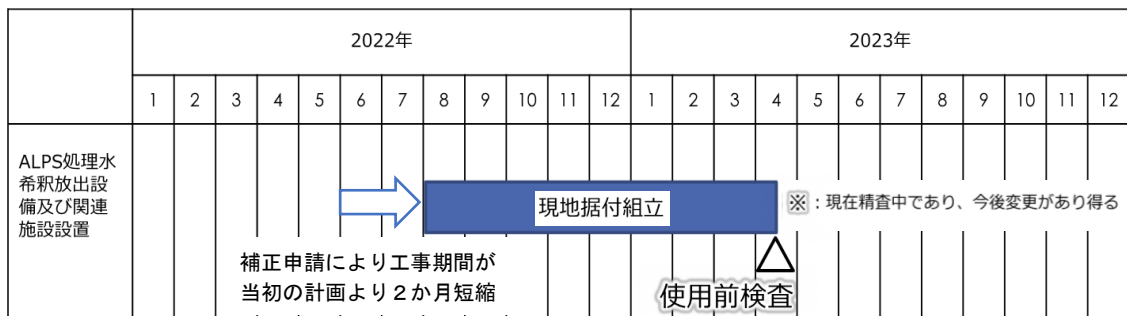 2022年 2023年
1 2 3 4 5 6 7 8 9 10 11 12 1 2 3 4 5 6 7 8 9 10 11 12
ALPS処理水
希釈放出設
備及び関連
施設設置
現地据付組立
※:現在精査中であり、今後変更があり得る
補正申請により工事期間が
当初の計画より2か月短縮
使用前検査